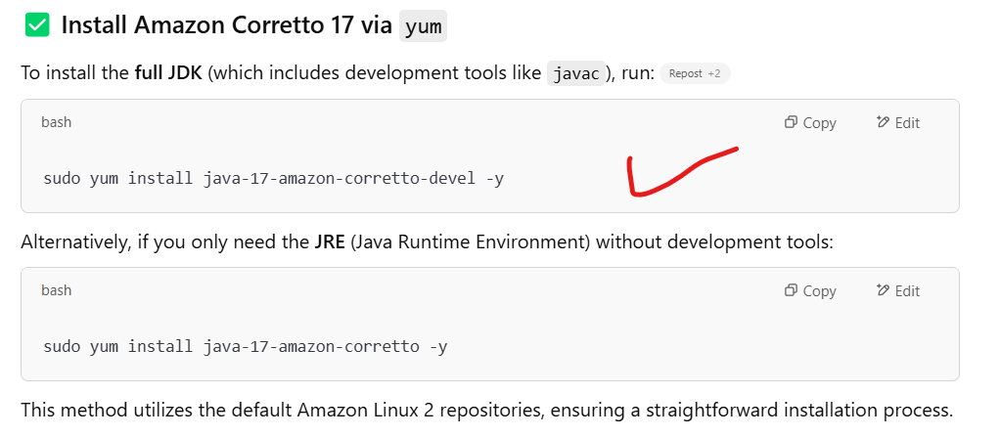 ✅ Install Amazon Corretto 17 via yum
To install the full JDK (which includes development tools like javac), run: Repost +2
bash Copy Edit
sudo yum install java-17-amazon-corretto-devel -y
Alternatively, if you only need the JRE (Java Runtime Environment) without development tools:
bash Copy Edit
sudo yum install java-17-amazon-corretto -y
This method utilizes the default Amazon Linux 2 repositories, ensuring a straightforward installation process.